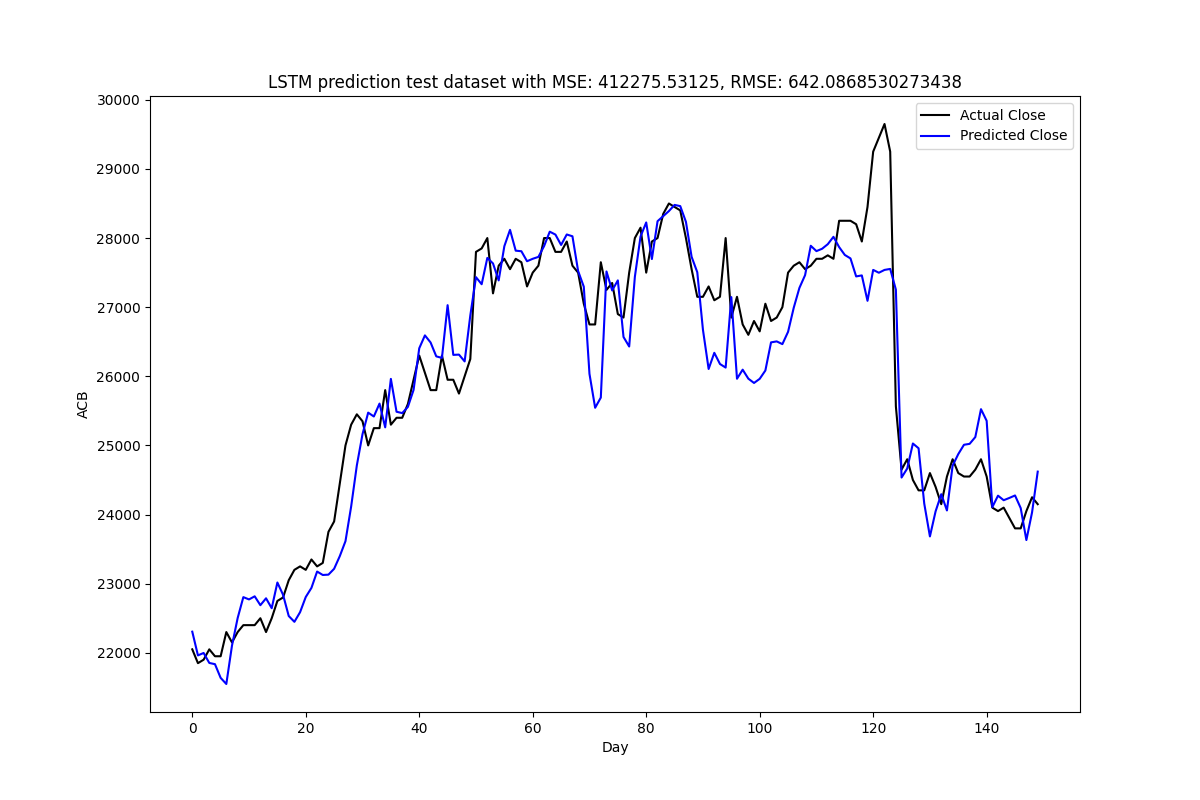 LSTM prediction test dataset with MSE: 412275.53125, RMSE: 642.0868530273438
30000
29000
28000
27000
26000
25000
24000
23000
22000
ACB
Actual Close
Predicted Close
0 20 40 60 80 100 120 140
Day